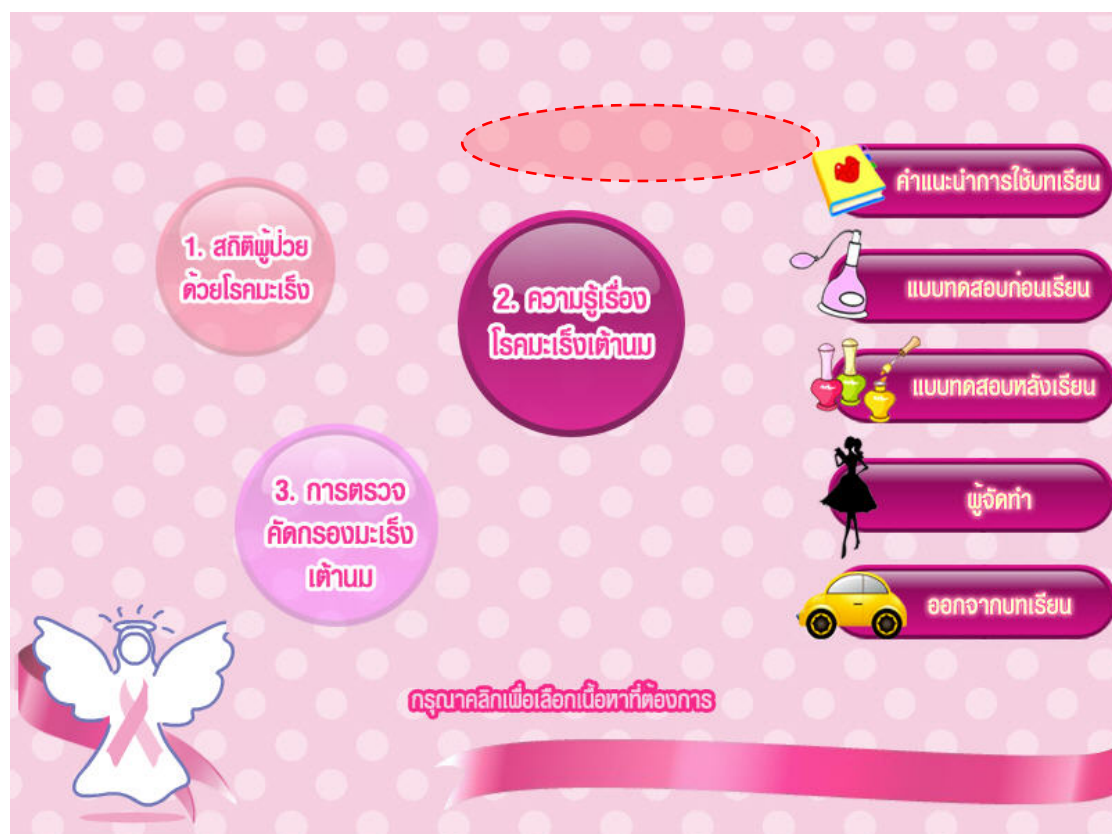 1. สถิติผู้ป่วย
ด้วยโรคมะเร็ง
2. ความรู้เรื่อง
โรคมะเร็งเต้านม
3. การตรวจ
คัดกรองมะเร็ง
เต้านม
คำแนะนำการใช้บทเรียน
แบบทดสอบก่อนเรียน
แบบทดสอบหลังเรียน
ผู้จัดทำ
ออกจากบทเรียน
กรุณาคลิกเพื่อเลือกเนื้อหาที่ต้องการ